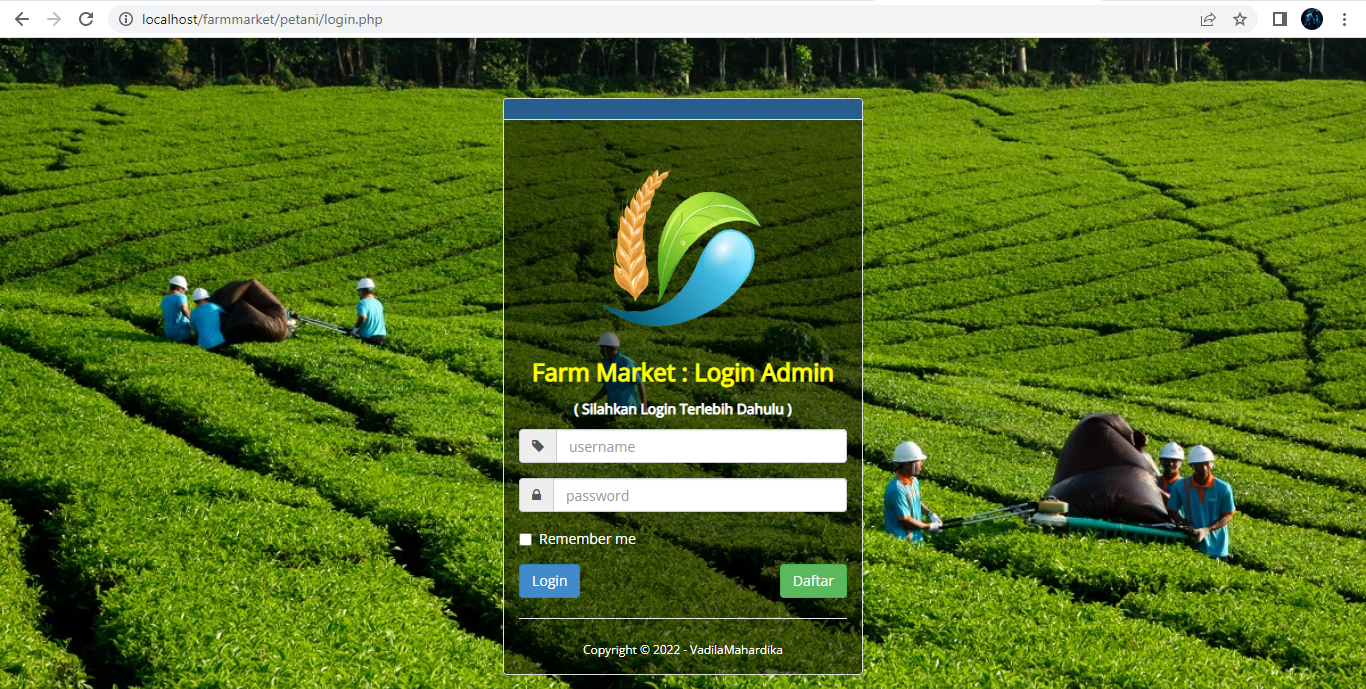 localhost/farmmarket/petani/login.php
Farm Market : Login Admin
( Silahkan Login Terlebih Dahulu )
username
password
Remember me
Login Daftar
Copyright © 2022 - VadilaMahardika